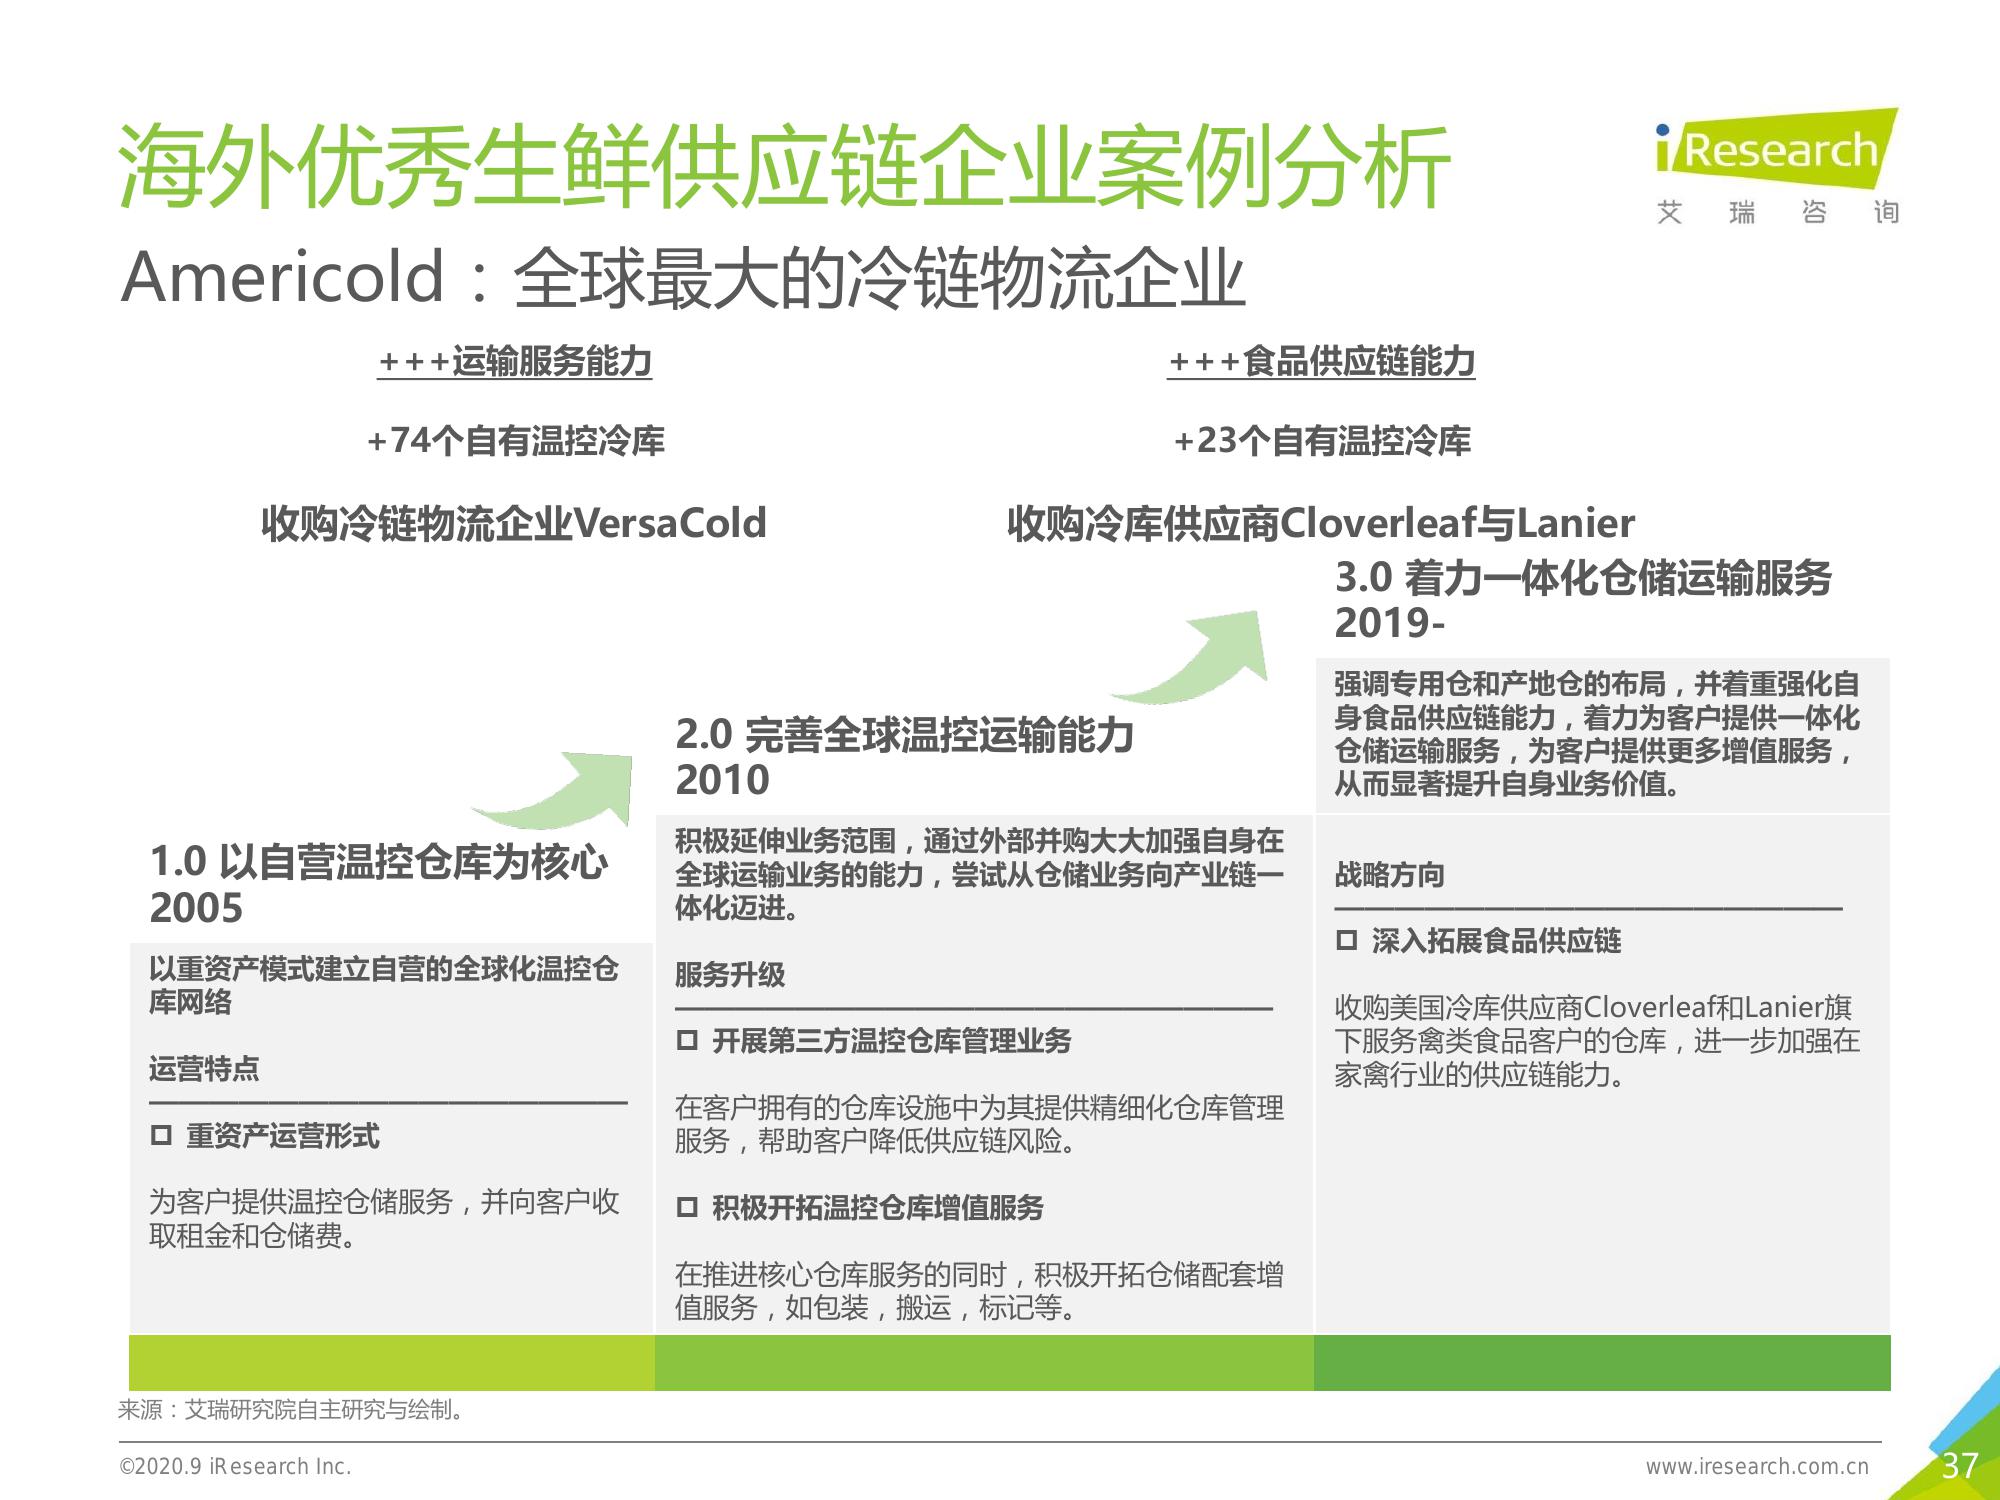 海外优秀生鲜供应链企业案例分析
iResearch
艾瑞咨询
Americold：全球最大的冷链物流企业
+++运输服务能力
+74个自有温控冷库
收购冷链物流企业VersaCold
+++食品供应链能力
+23个自有温控冷库
收购冷库供应商Cloverleaf与Lanier
1.0 以自营温控仓库为核心
2005
以重资产模式建立自营的全球化温控仓
库网络
运营特点
重资产运营形式
为客户提供温控仓储服务，并向客户收
取租金和仓储费。
2.0 完善全球温控运输能力
2010
积极延伸业务范围，通过外部并购大大加强自身在
全球运输业务的能力，尝试从仓储业务向产业链一
体化迈进。
服务升级
开展第三方温控仓库管理业务
在客户拥有的仓库设施中为其提供精细化仓库管理
服务，帮助客户降低供应链风险。
积极开拓温控仓库增值服务
在推进核心仓库服务的同时，积极开拓仓储配套增
值服务，如包装，搬运，标记等。
3.0 着力一体化仓储运输服务
2019-
强调专用仓和产地仓的布局，并着重强化自
身食品供应链能力，着力为客户提供一体化
仓储运输服务，为客户提供更多增值服务，
从而显著提升自身业务价值。
战略方向
深入拓展食品供应链
收购美国冷库供应商Cloverleaf和Lanier旗
下服务禽类食品客户的仓库，进一步加强在
家禽行业的供应链能力。
来源：艾瑞研究院自主研究与绘制。
©2020.9 iResearch Inc.
www.iresearch.com.cn
37